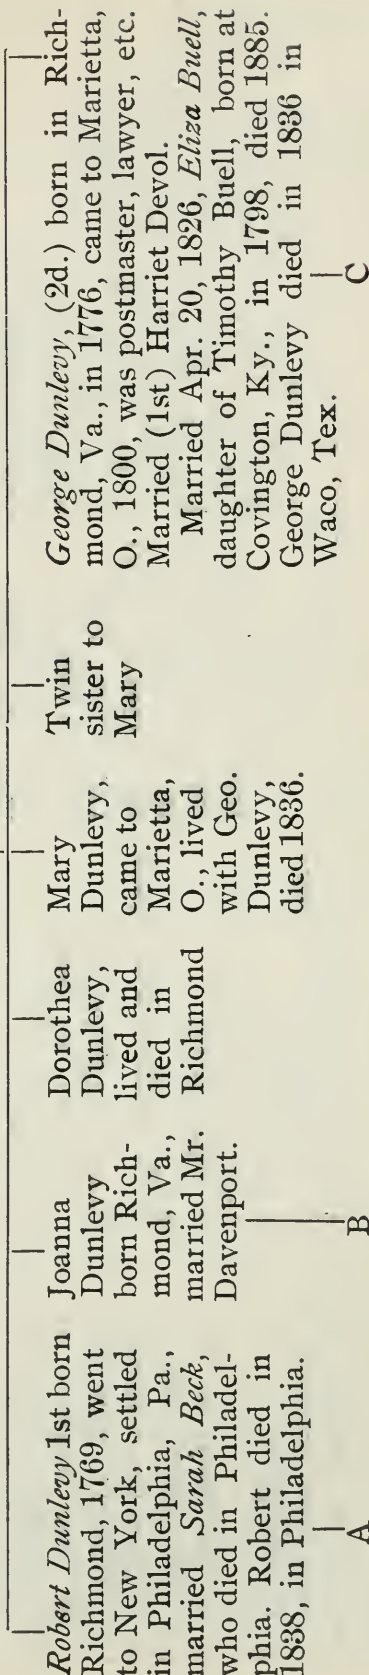 Robert Dunlevy 1st born
Richmond, 1769, went
to New York, settled
in Philadelphia, Pa.,
married Sarah Beck,
who died in Philadel-
phia. Robert died in
1838, in Philadelphia.
A
Joanna
Dunlevy
born Rich-
mond, Va.,
married Mr.
Davenport.
B
Dorothea
Dunlevy,
lived and
died in
Richmond
Mary
Dunlevy,
came to
Marietta,
O., lived
with Geo.
Dunlevy,
died 1836.
Twin
sister to
Mary
George Dunlevy, (2d.) born in Rich-
mond, Va., in 1776, came to Marietta,
O., 1800, was postmaster, lawyer, etc.
Married (1st) Harriet Devol.
Married Apr. 20, 1826, Eliza Buell,
daughter of Timothy Buell, born at
Covington, Ky., in 1798, died 1885.
George Dunlevy died in 1836 in
Waco, Tex.
C